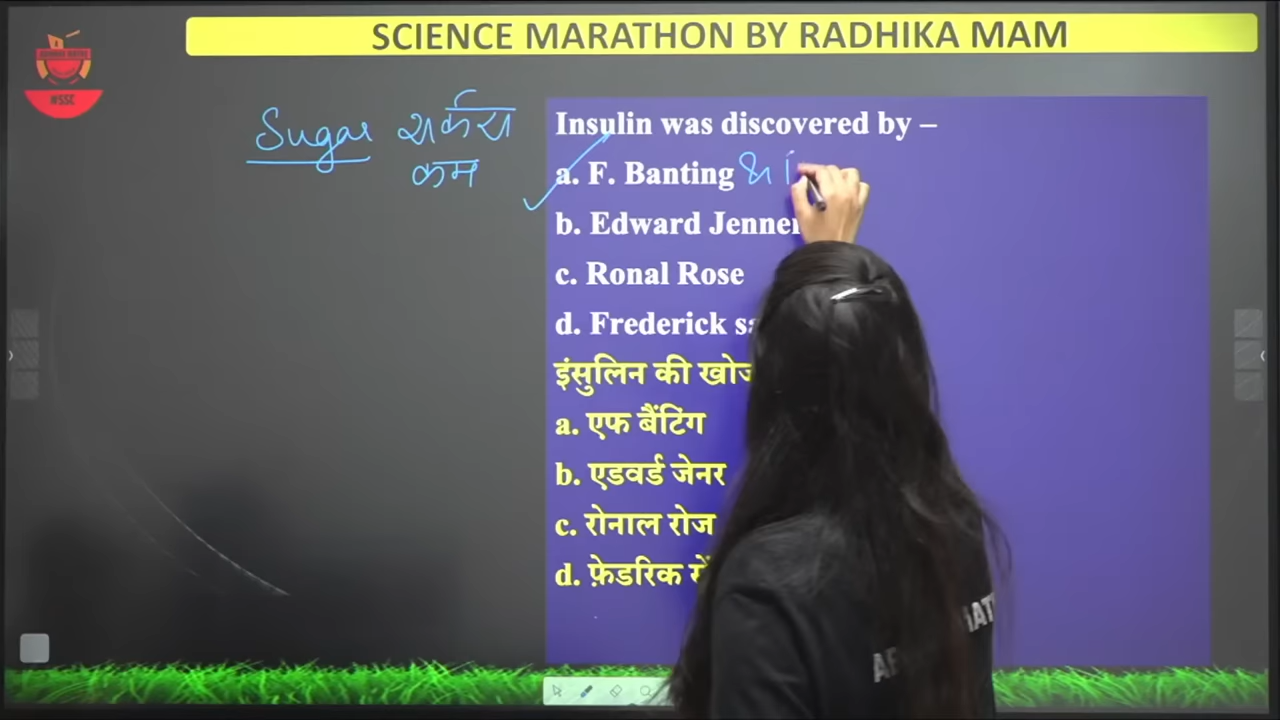 SCIENCE MARATHON BY RADHIKA MAM
#SSC
Sugar शर्करा
कम
Insulin was discovered by –
a. F. Banting
b. Edward Jenner
c. Ronal Rose
d. Frederick
इंसुलिन की
a. एफ बैंटिंग
b. एडवर्ड जेनर
c. रोनाल रोज
d. फ़ेडरिक